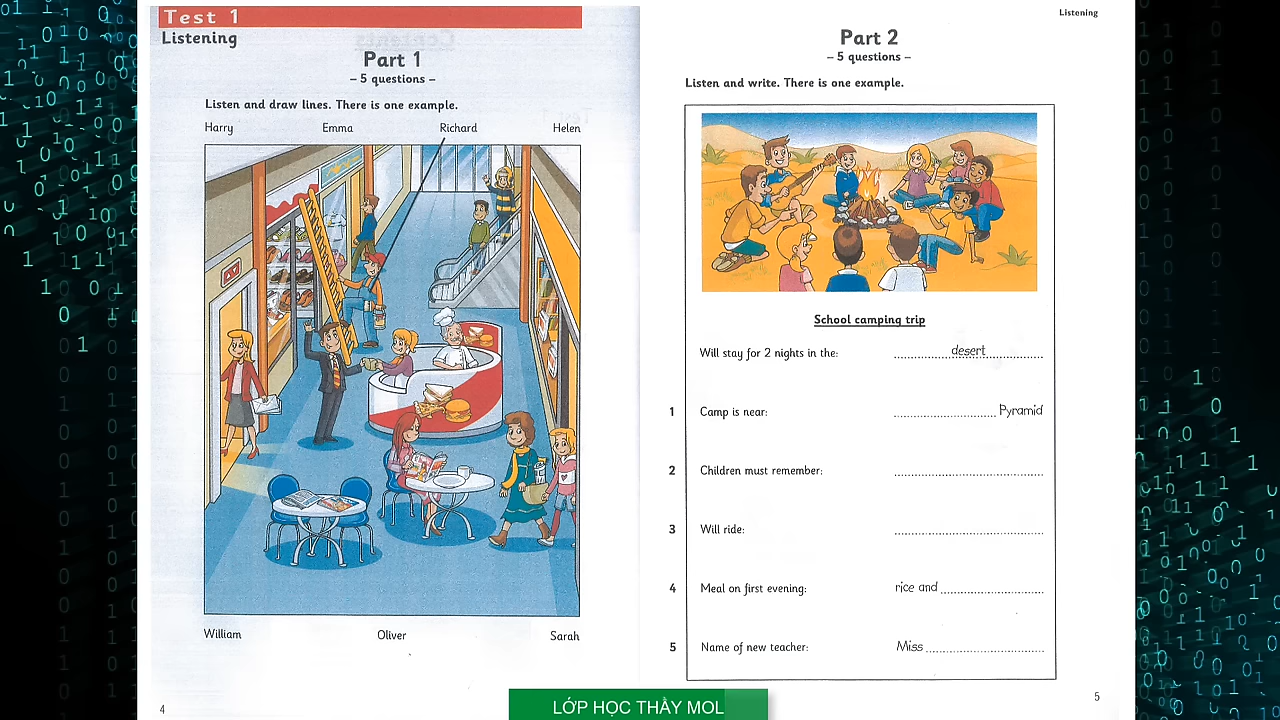 Test 1
Listening
Part 1
– 5 questions –
Listen and draw lines. There is one example.
Harry Emma Richard Helen
William Oliver Sarah
4
Listening
Part 2
– 5 questions –
Listen and write. There is one example.
School camping trip
Will stay for 2 nights in the: desert
1 Camp is near: Pyramid
2 Children must remember:
3 Will ride:
4 Meal on first evening: rice and
5 Name of new teacher: Miss
5
LỚP HỌC THẦY MOL